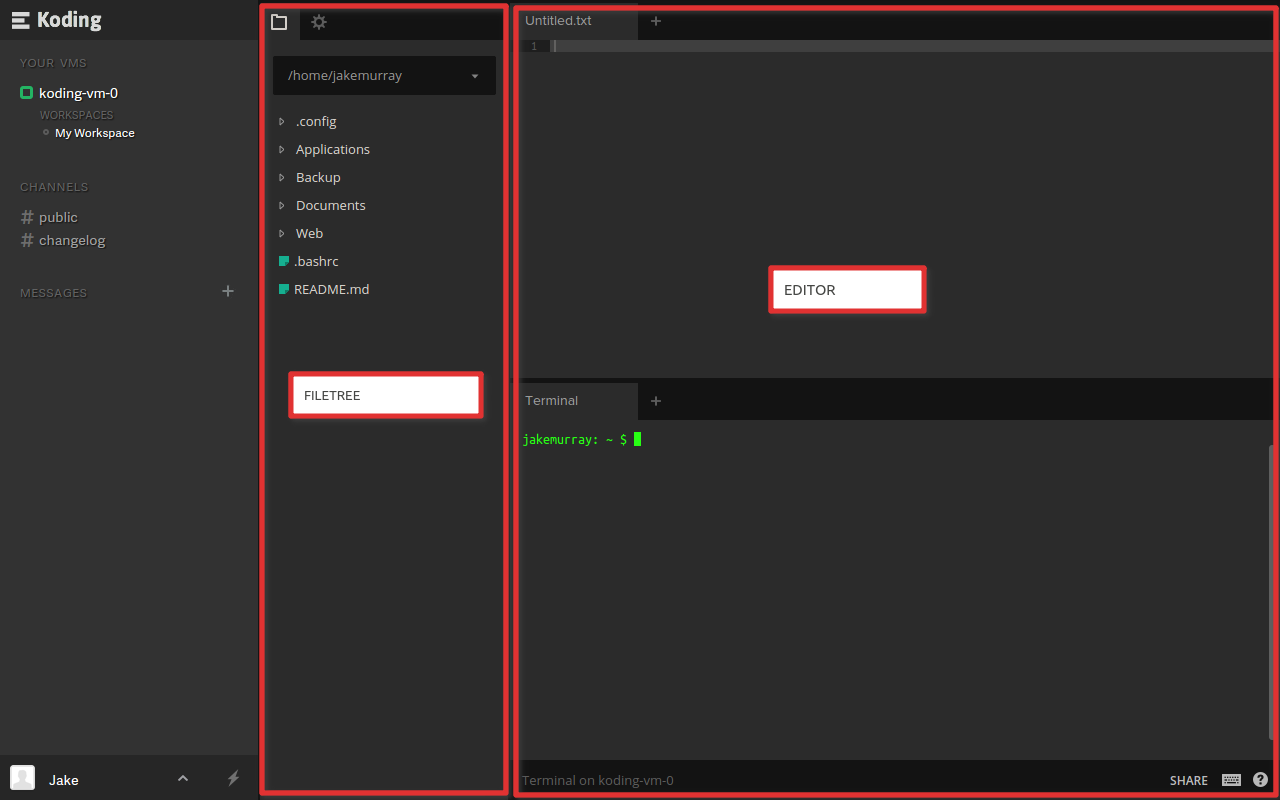 Koding
YOUR VMS
koding-vm-0
WORKSPACES
My Workspace
CHANNELS
# public
# changelog
MESSAGES +
Jake
/home/jakemurray
.config
Applications
Backup
Documents
Web
.bashrc
README.md
FILETREE
Untitled.txt +
1
EDITOR
Terminal +
jakemurray: ~ $
Terminal on koding-vm-0
SHARE ?